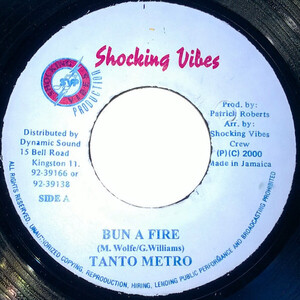 Shocking Vibes
SHOCKING VIBES
PRODUCTION
Prod. by:
Patrick Roberts
Arr. by:
Shocking Vibes
Crew
(P)(C) 2000
Made in Jamaica
Distributed by
Dynamic Sound
15 Bell Road
Kingston 11.
92-39166 or
92-39138
SIDE A
BUN A FIRE
(M. Wolfe/G.Williams)
TANTO METRO
ALL RIGHTS RESERVED. UNAUTHORIZED COPYING, REPRODUCTION, HIRING, LENDING PUBLIC PERFORMANCE AND BROADCASTING PROHIBITED